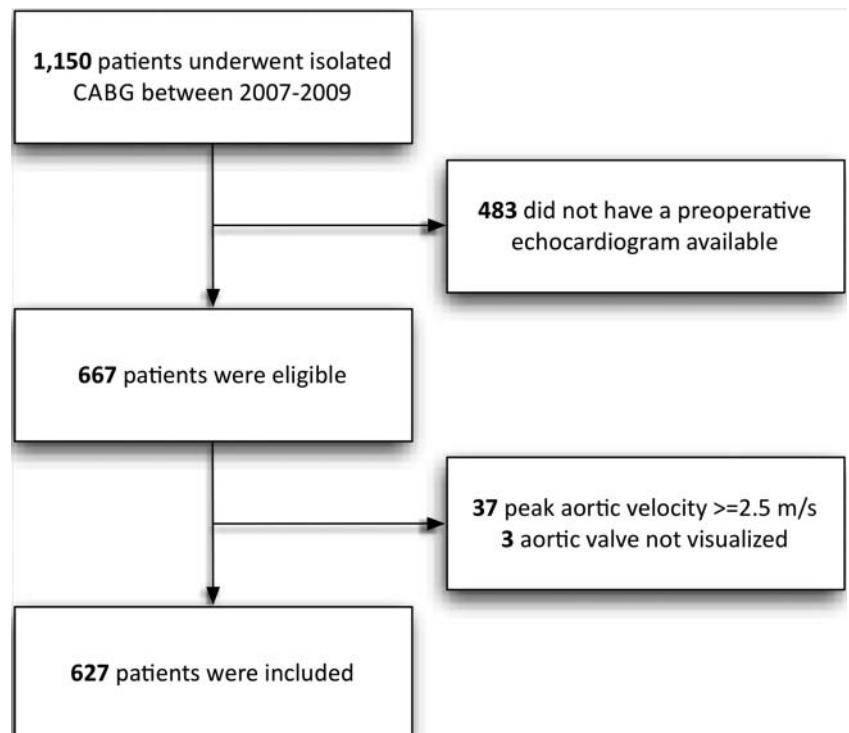 1,150 patients underwent isolated
CABG between 2007-2009
483 did not have a preoperative
echocardiogram available
667 patients were eligible
37 peak aortic velocity >=2.5 m/s
3 aortic valve not visualized
627 patients were included